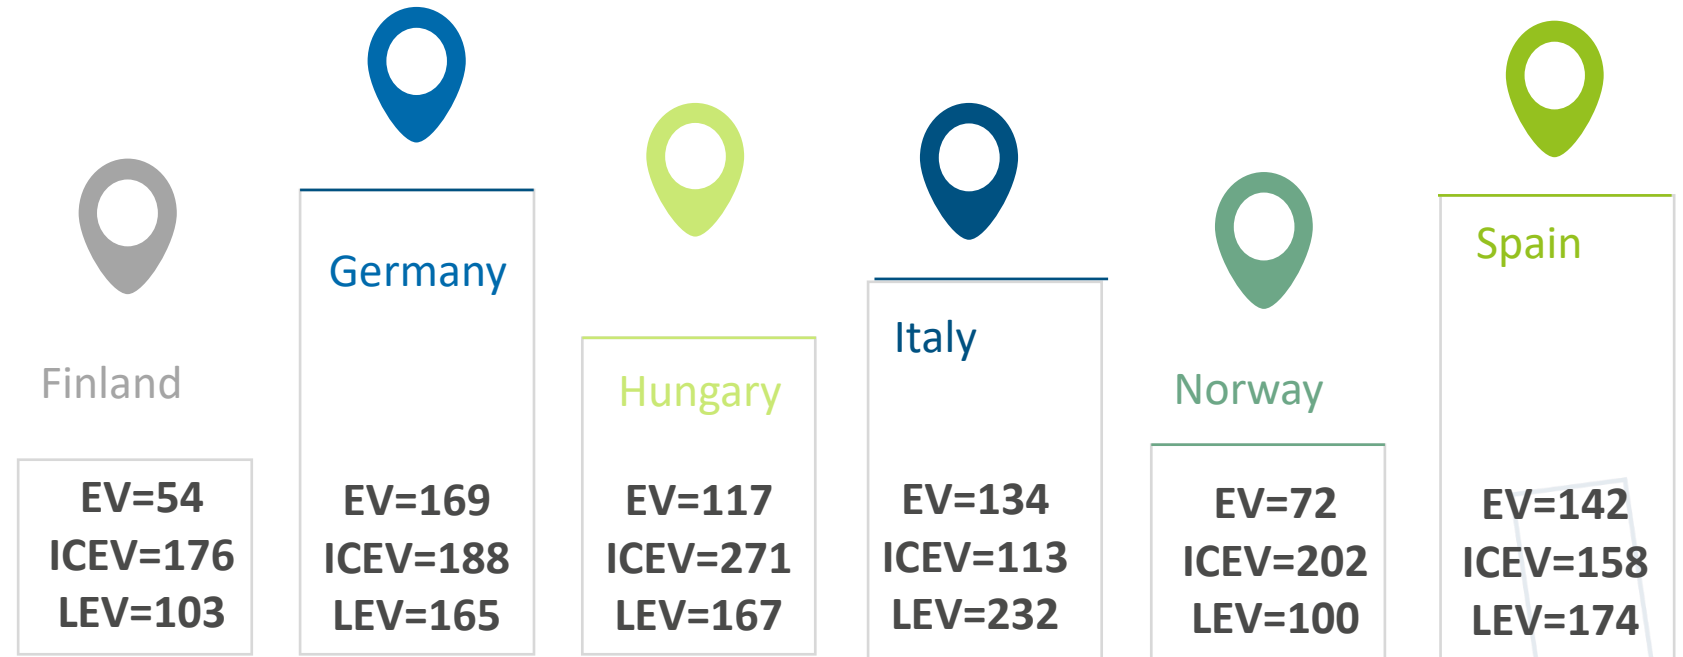 Finland
EV=54
ICEV=176
LEV=103
Germany
EV=169
ICEV=188
LEV=165
Hungary
EV=117
ICEV=271
LEV=167
Italy
EV=134
ICEV=113
LEV=232
Norway
EV=72
ICEV=202
LEV=100
Spain
EV=142
ICEV=158
LEV=174